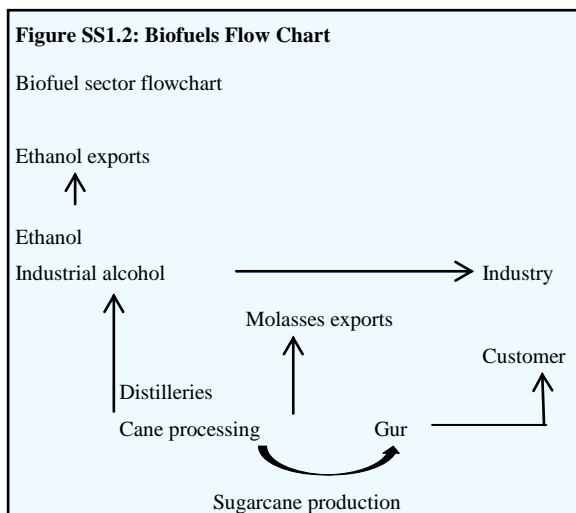 Figure SS1.2: Biofuels Flow Chart
Biofuel sector flowchart
Ethanol exports
Ethanol
Industrial alcohol
Industry
Molasses exports
Customer
Distilleries
Cane processing
Gur
Sugarcane production